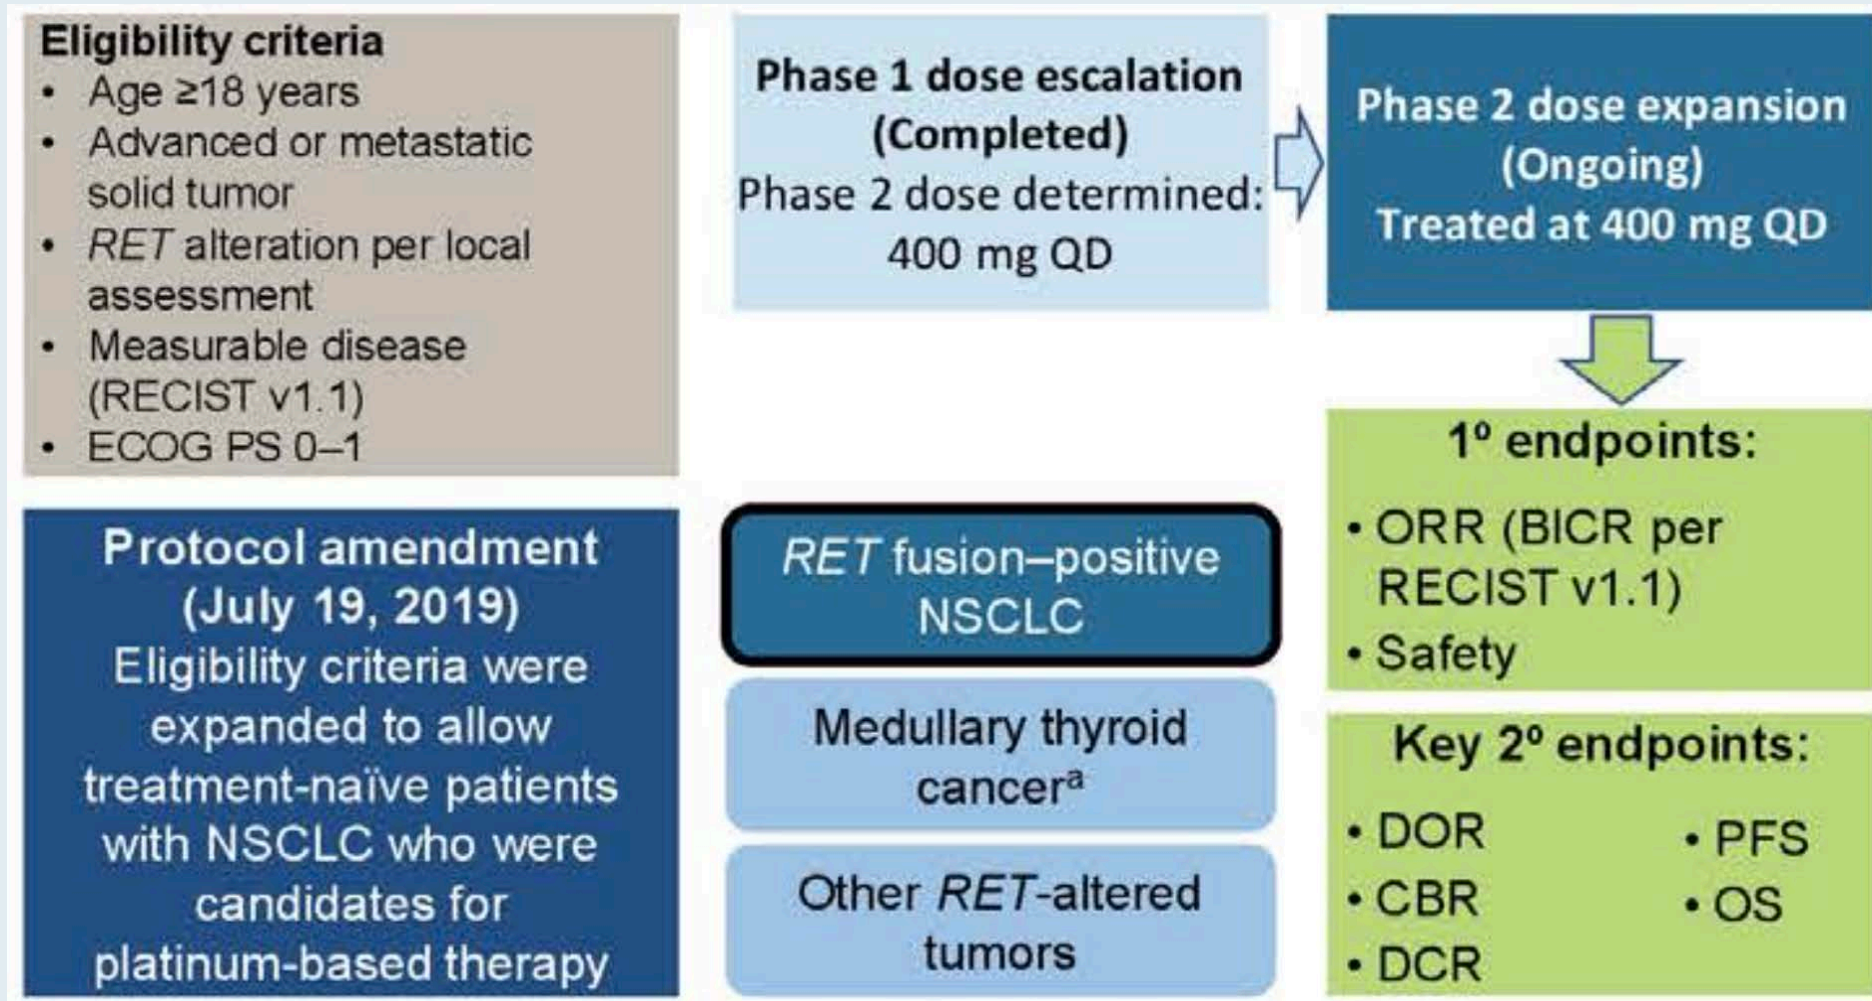 Eligibility criteria
• Age ≥18 years
• Advanced or metastatic
solid tumor
• RET alteration per local
assessment
• Measurable disease
(RECIST v1.1)
• ECOG PS 0–1
Phase 1 dose escalation
(Completed)
Phase 2 dose determined:
400 mg QD
Phase 2 dose expansion
(Ongoing)
Treated at 400 mg QD
Protocol amendment
(July 19, 2019)
Eligibility criteria were
expanded to allow
treatment-naïve patients
with NSCLC who were
candidates for
platinum-based therapy
RET fusion–positive
NSCLC
Medullary thyroid
cancerᵃ
Other RET-altered
tumors
1º endpoints:
• ORR (BICR per
RECIST v1.1)
• Safety
Key 2º endpoints:
• DOR
• CBR
• DCR
• PFS
• OS